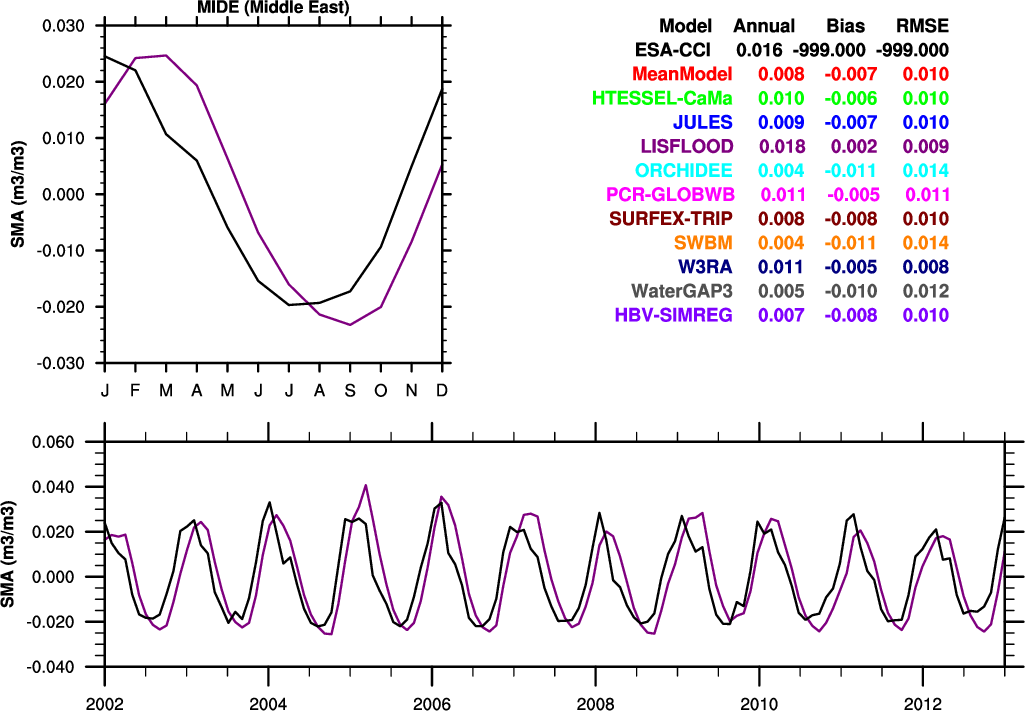 MIDE (Middle East)
0.030
0.020
0.010
0.000
-0.010
-0.020
-0.030
SMA (m3/m3)
J F M A M J J A S O N D
Model Annual Bias RMSE
ESA-CCI 0.016 -999.000 -999.000
MeanModel 0.008 -0.007 0.010
HTESSEL-CaMa 0.010 -0.006 0.010
JULES 0.009 -0.007 0.010
LISFLOOD 0.018 0.002 0.009
ORCHIDEE 0.004 -0.011 0.014
PCR-GLOBWB 0.011 -0.005 0.011
SURFEX-TRIP 0.008 -0.008 0.010
SWBM 0.004 -0.011 0.014
W3RA 0.011 -0.005 0.008
WaterGAP3 0.005 -0.010 0.012
HBV-SIMREG 0.007 -0.008 0.010
0.060
0.040
0.020
0.000
-0.020
-0.040
SMA (m3/m3)
2002 2004 2006 2008 2010 2012